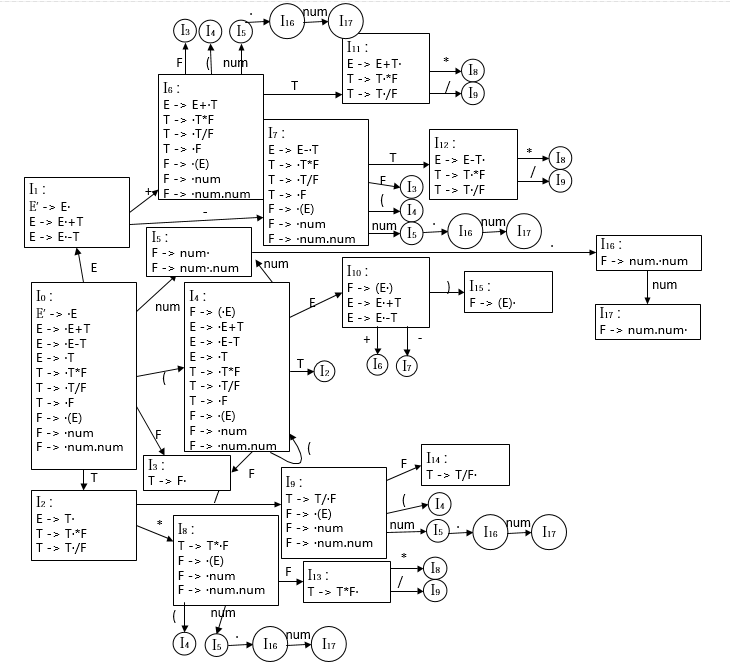 I₃ I₄ I₅ . I₁₆ num I₁₇
F ( num
I₁₁ :
E -> E+T·
T -> T·*F
T -> T·/F
* I₈
/ I₉
I₆ :
E -> E+·T
T -> ·T*F
T -> ·T/F
T -> ·F
F -> ·(E)
F -> ·num
F -> ·num.num
T
I₇ :
E -> E-·T
T -> ·T*F
T -> ·T/F
T -> ·F
F -> ·(E)
F -> ·num
F -> ·num.num
T
F I₃
( I₄
num I₅ . I₁₆ num I₁₇
I₁₂ :
E -> E-T·
T -> T·*F
T -> T·/F
* I₈
/ I₉
I₁ :
E' -> E·
E -> E·+T
E -> E·-T
+
-
I₅ :
F -> num·
F -> num·.num
.
I₁₆ :
F -> num.·num
num
I₁₇ :
F -> num.num·
E
num
num
I₀ :
E' -> ·E
E -> ·E+T
E -> ·E-T
E -> ·T
T -> ·T*F
T -> ·T/F
T -> ·F
F -> ·(E)
F -> ·num
F -> ·num.num
(
F
T
I₄ :
F -> (·E)
E -> ·E+T
E -> ·E-T
E -> ·T
T -> ·T*F
T -> ·T/F
T -> ·F
F -> ·(E)
F -> ·num
F -> ·num.num
E
T I₂
(
F
I₁₀ :
F -> (E·)
E -> E·+T
E -> E·-T
)
+ -
I₆ I₇
I₁₅ :
F -> (E)·
I₃ :
T -> F·
I₂ :
E -> T·
T -> T·*F
T -> T·/F
/
*
I₉ :
T -> T/·F
F -> ·(E)
F -> ·num
F -> ·num.num
F
( I₄
num I₅ . I₁₆ num I₁₇
I₁₄ :
T -> T/F·
I₈ :
T -> T*·F
F -> ·(E)
F -> ·num
F -> ·num.num
F
I₁₃ :
T -> T*F·
* I₈
/ I₉
( num
I₄ I₅ . I₁₆ num I₁₇